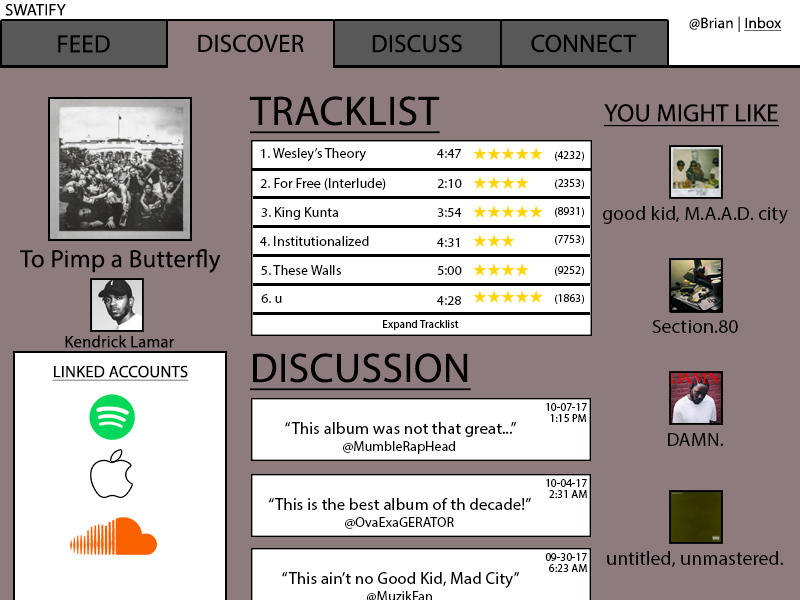 SWATIFY
@Brian | Inbox
FEED
DISCOVER
DISCUSS
CONNECT
To Pimp a Butterfly
Kendrick Lamar
LINKED ACCOUNTS
TRACKLIST
1. Wesley's Theory 4:47 ★★★★★ (4232)
2. For Free (Interlude) 2:10 ★★★★ (2353)
3. King Kunta 3:54 ★★★★★ (8931)
4. Institutionalized 4:31 ★★★ (7753)
5. These Walls 5:00 ★★★★ (9252)
6. u 4:28 ★★★★★ (1863)
Expand Tracklist
DISCUSSION
10-07-17
1:15 PM
“This album was not that great...”
@MumbleRapHead
10-04-17
2:31 AM
“This is the best album of th decade!”
@OvaExaGERATOR
09-30-17
6:23 AM
“This ain’t no Good Kid, Mad City”
@MuzikFan
YOU MIGHT LIKE
good kid, M.A.A.D. city
Section.80
DAMN.
DAMN.
untitled, unmastered.